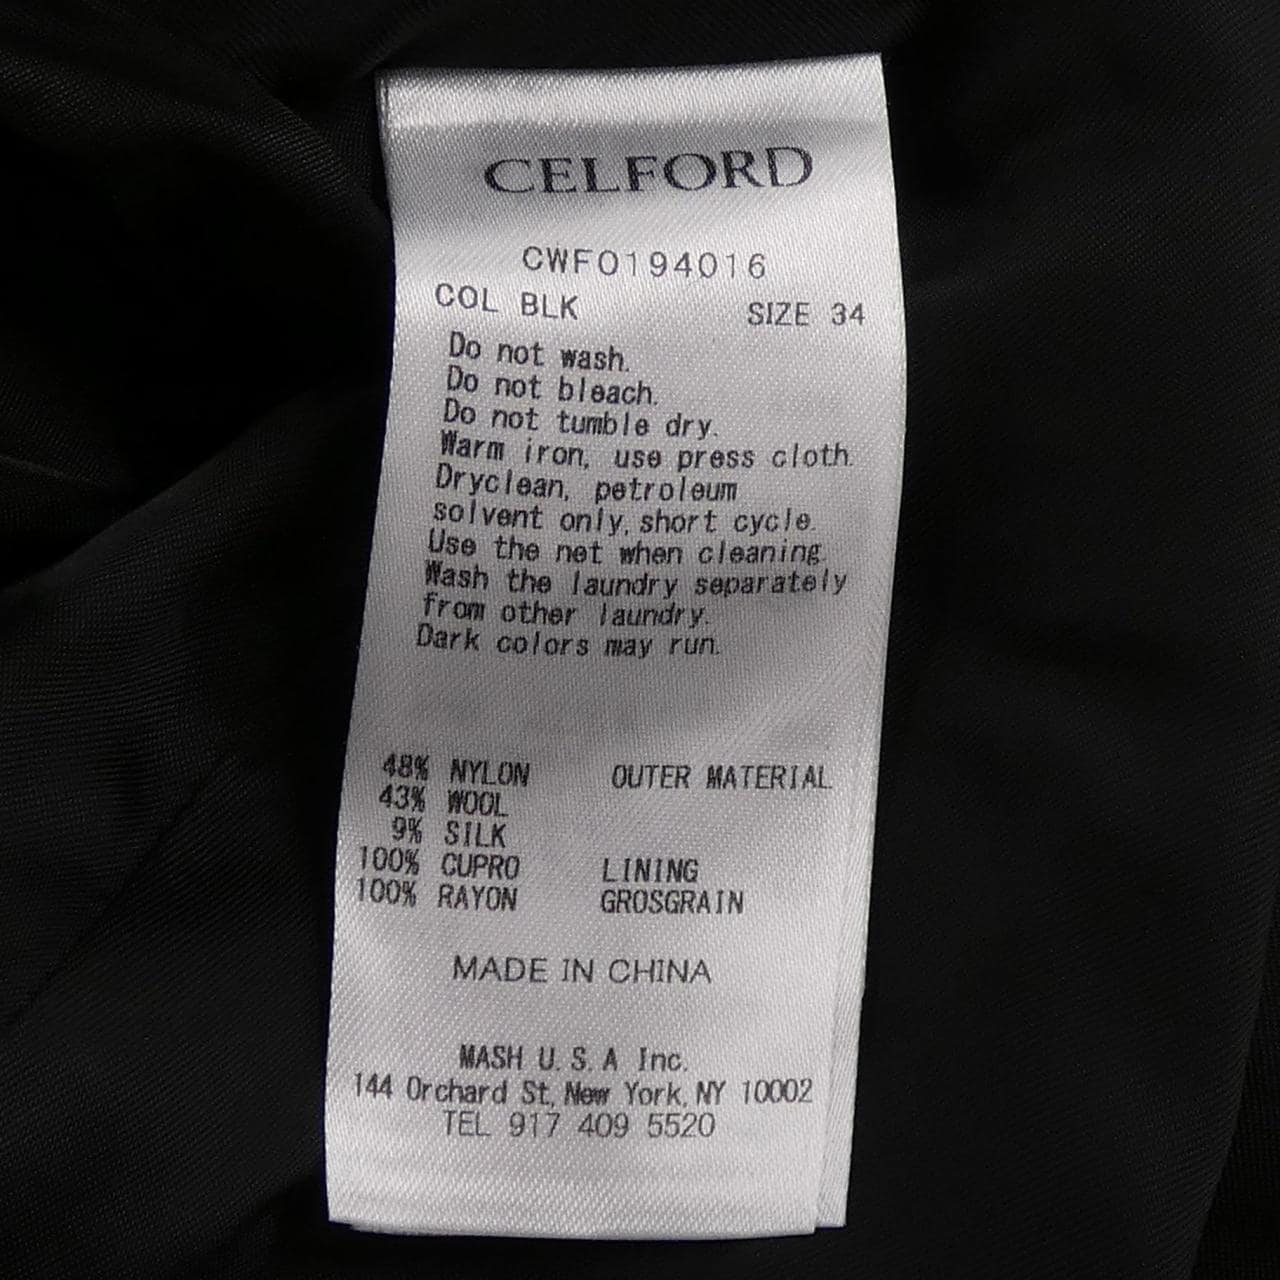 CELFORD
CWFO194016
COL BLK SIZE 34
Do not wash.
Do not bleach.
Do not tumble dry.
Warm iron, use press cloth.
Dryclean, petroleum
solvent only, short cycle.
Use the net when cleaning.
Wash the laundry separately
from other laundry.
Dark colors may run.
48% NYLON OUTER MATERIAL
43% WOOL
9% SILK
100% CUPRO LINING
100% RAYON GROSGRAIN
MADE IN CHINA
MASH U.S.A Inc.
144 Orchard St, New York, NY 10002
TEL 917 409 5520